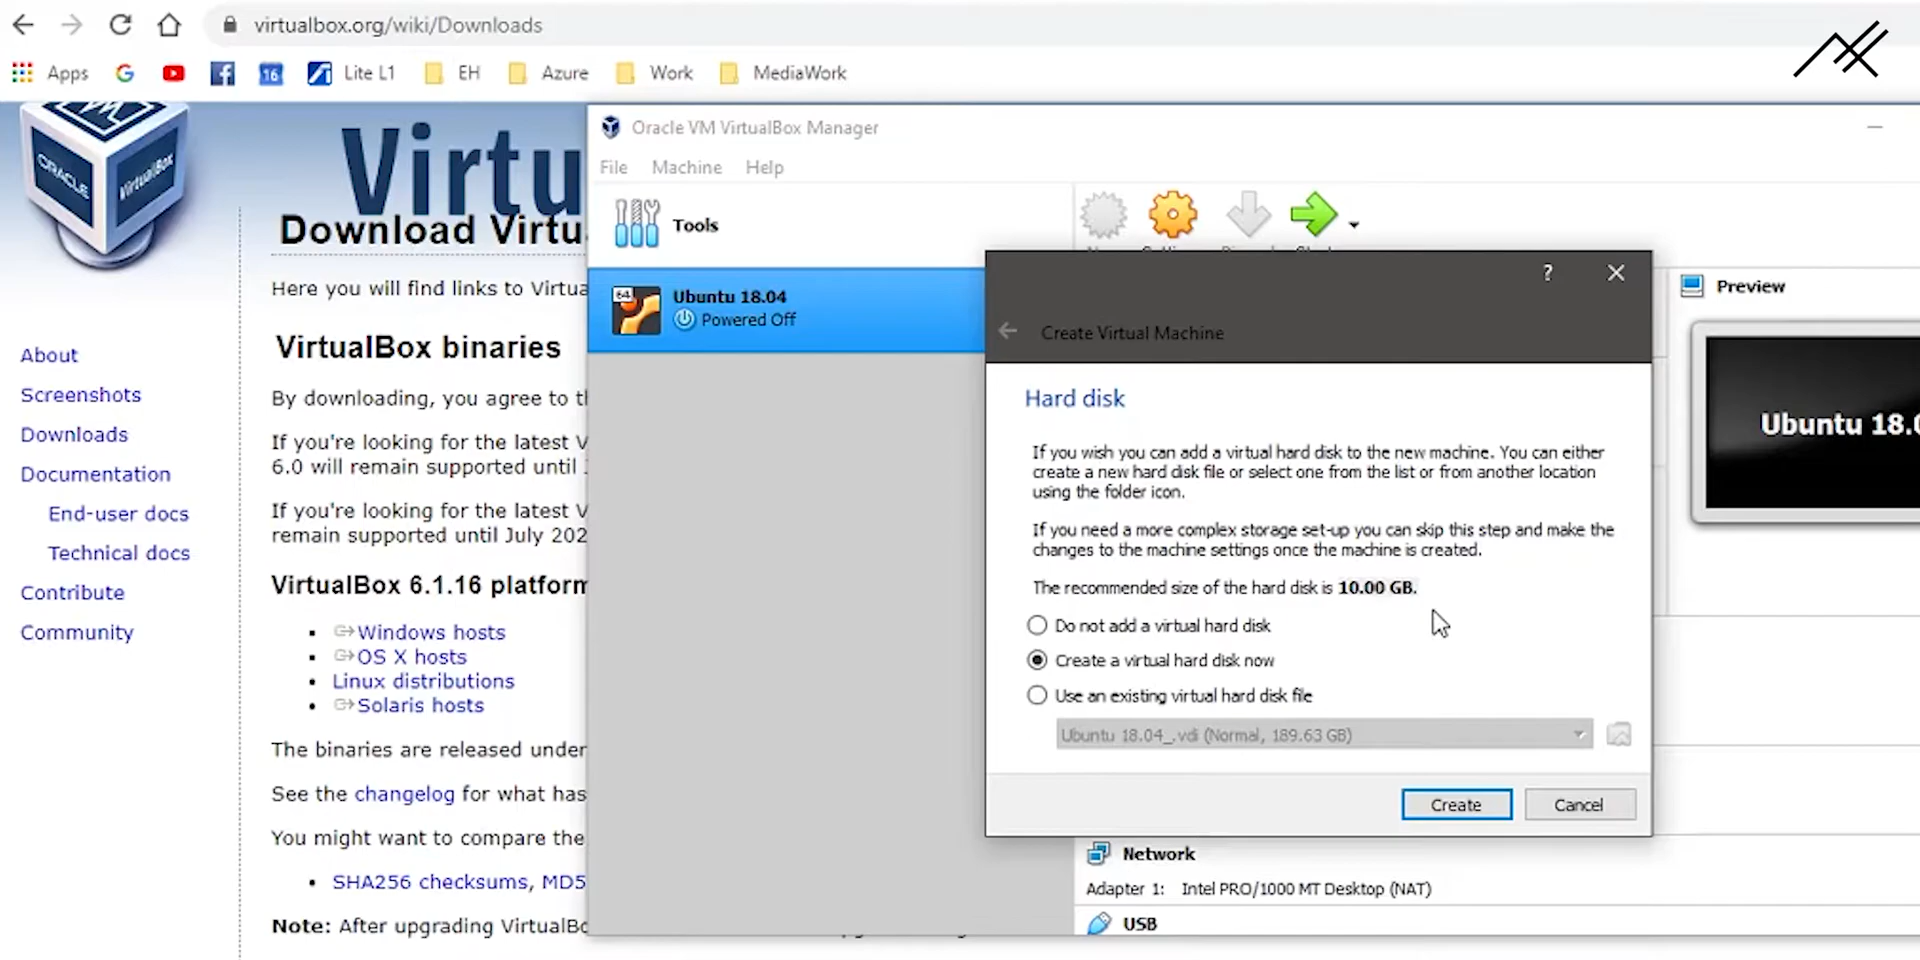 virtualbox.org/wiki/Downloads
Apps
16
Lite L1
EH
Azure
Work
MediaWork
ORACLE
VirtualBox
Virtu
Download Virtu
Here you will find links to Virtua
VirtualBox binaries
By downloading, you agree to t
If you're looking for the latest V
6.0 will remain supported until
If you're looking for the latest V
remain supported until July 202
VirtualBox 6.1.16 platform
Windows hosts
OS X hosts
Linux distributions
Solaris hosts
The binaries are released under
See the changelog for what has
You might want to compare the
SHA256 checksums, MD5
Note: After upgrading VirtualBo
About
Screenshots
Downloads
Documentation
End-user docs
Technical docs
Contribute
Community
Oracle VM VirtualBox Manager
File Machine Help
Tools
64
Ubuntu 18.04
Powered Off
Preview
Ubuntu 18.0
?
Create Virtual Machine
Hard disk
If you wish you can add a virtual hard disk to the new machine. You can either
create a new hard disk file or select one from the list or from another location
using the folder icon.
If you need a more complex storage set-up you can skip this step and make the
changes to the machine settings once the machine is created.
The recommended size of the hard disk is 10.00 GB.
Do not add a virtual hard disk
Create a virtual hard disk now
Use an existing virtual hard disk file
Ubuntu 18.04_.vdi (Normal, 189.63 GB)
Create
Cancel
Network
Adapter 1: Intel PRO/1000 MT Desktop (NAT)
USB